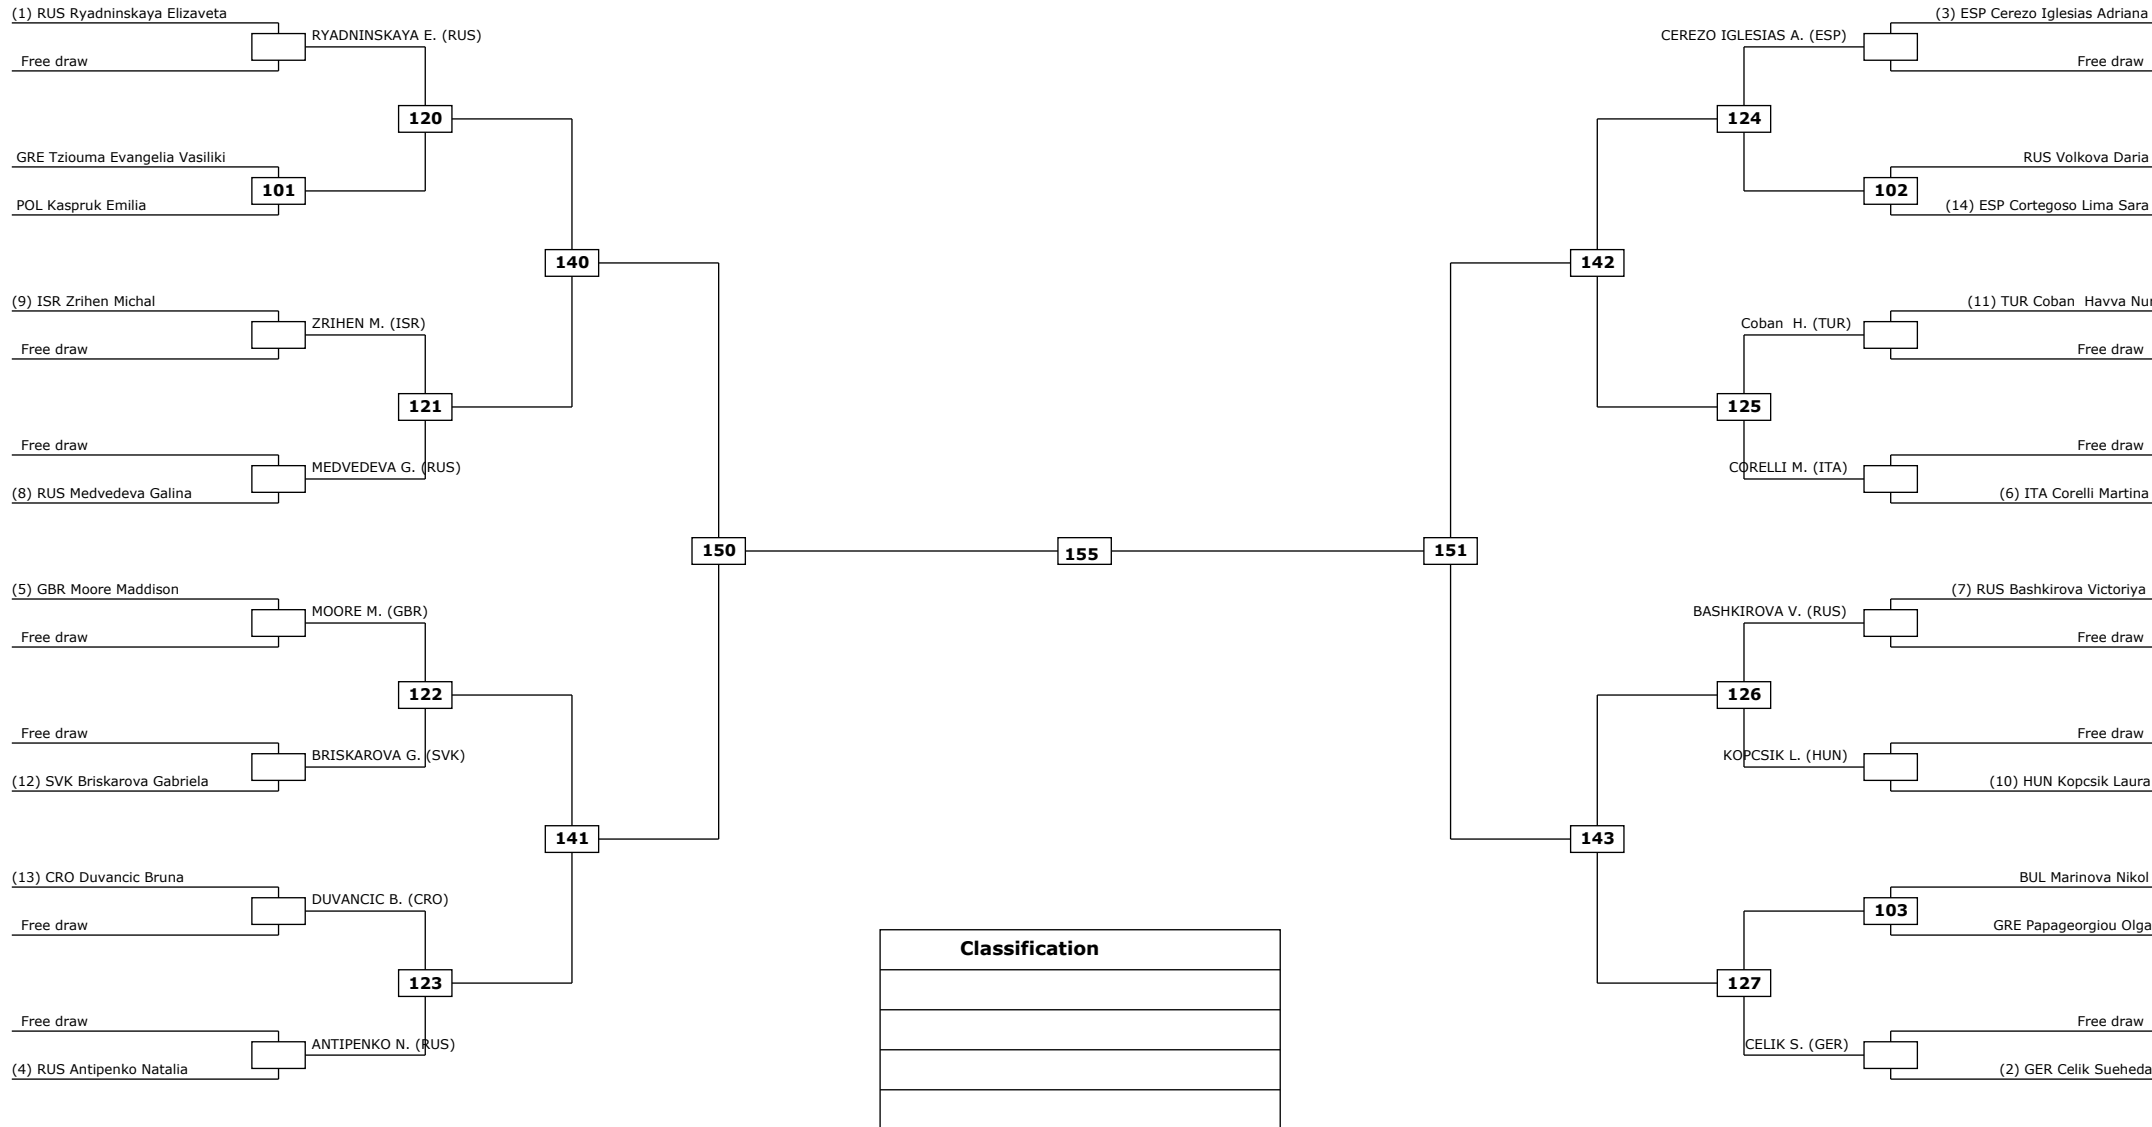 (1) RUS Ryadninskaya Elizaveta
RYADNINSKAYA E. (RUS)
Free draw
120
GRE Tziouma Evangelia Vasiliki
101
POL Kaspruk Emilia
140
(9) ISR Zrihen Michal
ZRIHEN M. (ISR)
Free draw
121
Free draw
MEDVEDEVA G. (RUS)
(8) RUS Medvedeva Galina
150
(5) GBR Moore Maddison
MOORE M. (GBR)
Free draw
122
Free draw
BRISKAROVA G. (SVK)
(12) SVK Briskarova Gabriela
141
(13) CRO Duvancic Bruna
DUVANCIC B. (CRO)
Free draw
123
Free draw
ANTIPENKO N. (RUS)
(4) RUS Antipenko Natalia
155
(3) ESP Cerezo Iglesias Adriana
CEREZO IGLESIAS A. (ESP)
Free draw
124
RUS Volkova Daria
102
(14) ESP Cortegoso Lima Sara
142
(11) TUR Coban  Havva Nur
Coban  H. (TUR)
Free draw
125
Free draw
CORELLI M. (ITA)
(6) ITA Corelli Martina
151
(7) RUS Bashkirova Victoriya
BASHKIROVA V. (RUS)
Free draw
126
Free draw
KOPCSIK L. (HUN)
(10) HUN Kopcsik Laura
143
BUL Marinova Nikol
103
GRE Papageorgiou Olga
127
Free draw
CELIK S. (GER)
(2) GER Celik Sueheda
Classification